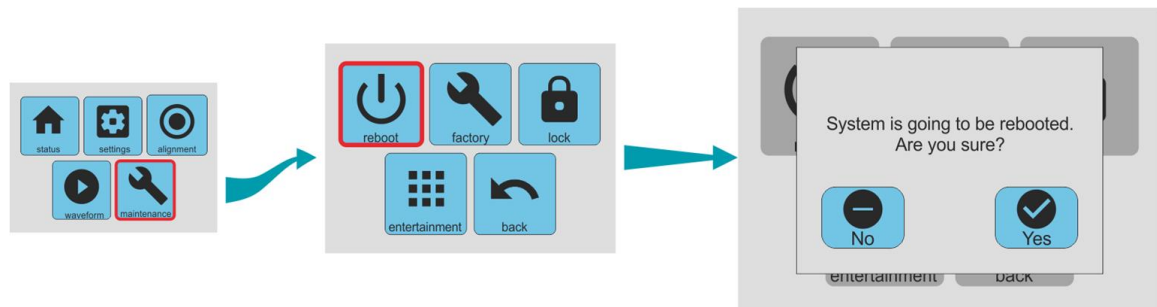 status
settings
alignment
waveform
maintenance
reboot
factory
lock
entertainment
back
System is going to be rebooted.
Are you sure?
No
Yes
entertainment
back